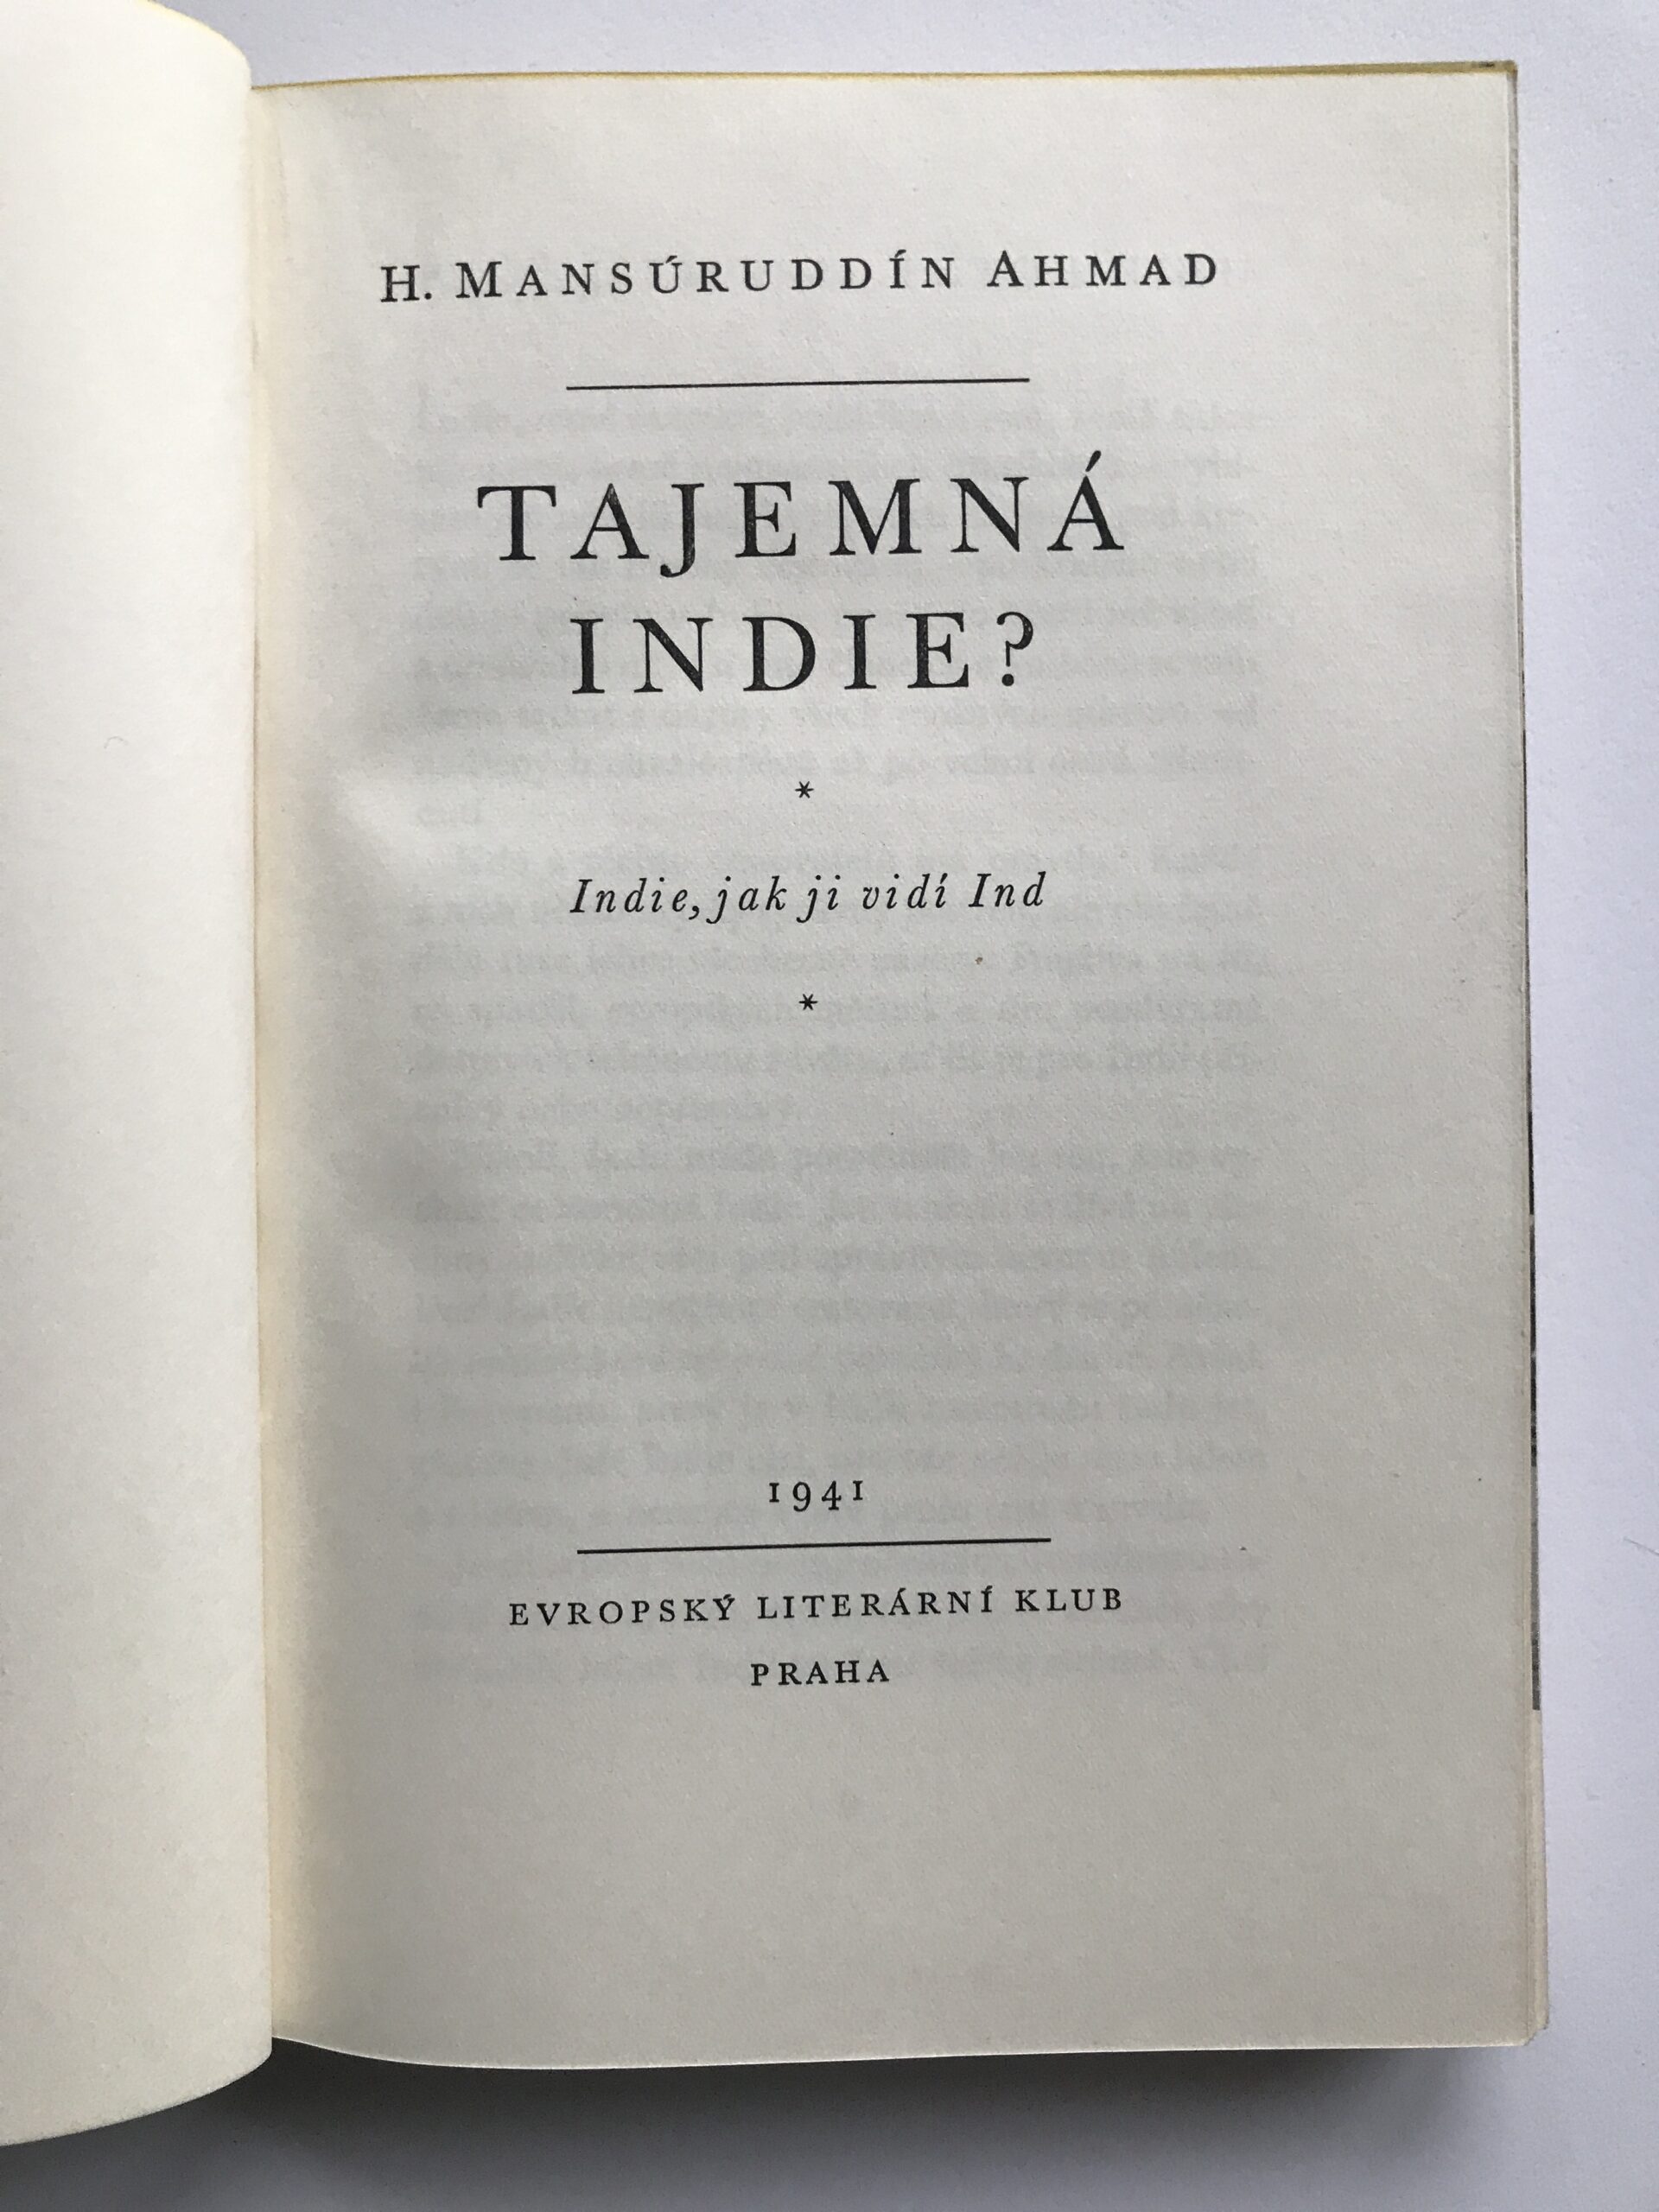 H. MANSÚRUDDÍN AHMAD
TAJEMNÁ
INDIE?
*
Indie, jak ji vidí Ind
*
1941
EVROPSKÝ LITERÁRNÍ KLUB
PRAHA